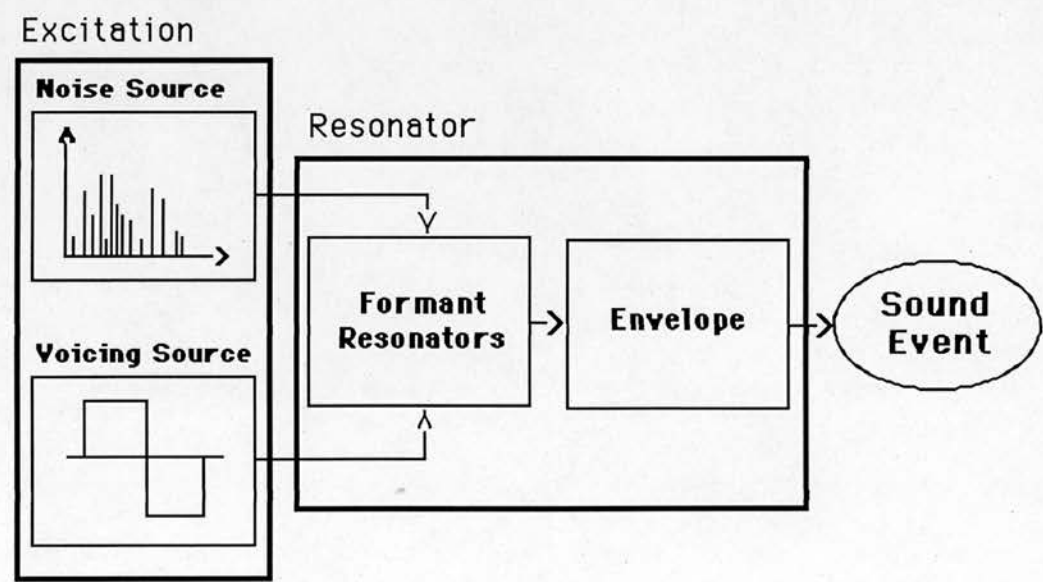 Excitation
Noise Source
Resonator
Formant
Resonators
Envelope
Sound
Event
Voicing Source